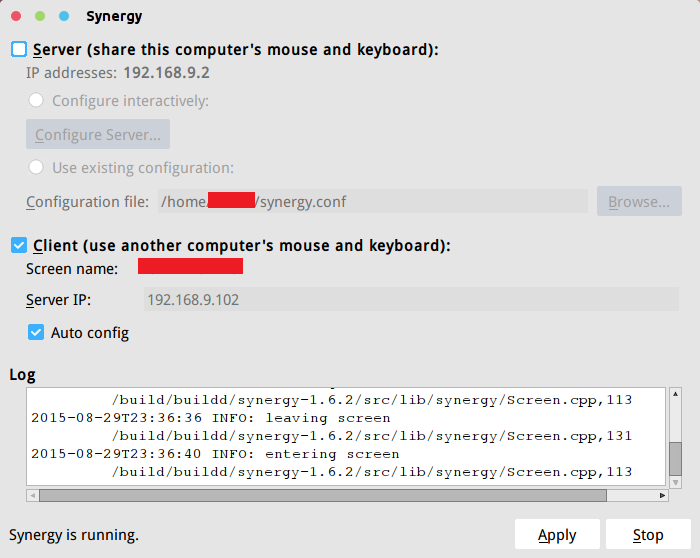 Synergy
Server (share this computer's mouse and keyboard):
IP addresses: 192.168.9.2
Configure interactively:
Configure Server...
Use existing configuration:
Configuration file: /home/ /synergy.conf Browse...
Client (use another computer's mouse and keyboard):
Screen name:
Server IP: 192.168.9.102
Auto config
Log
/build/buildd/synergy-1.6.2/src/lib/synergy/Screen.cpp,113
2015-08-29T23:36:36 INFO: leaving screen
/build/buildd/synergy-1.6.2/src/lib/synergy/Screen.cpp,131
2015-08-29T23:36:40 INFO: entering screen
/build/buildd/synergy-1.6.2/src/lib/synergy/Screen.cpp,113
Synergy is running. Apply Stop